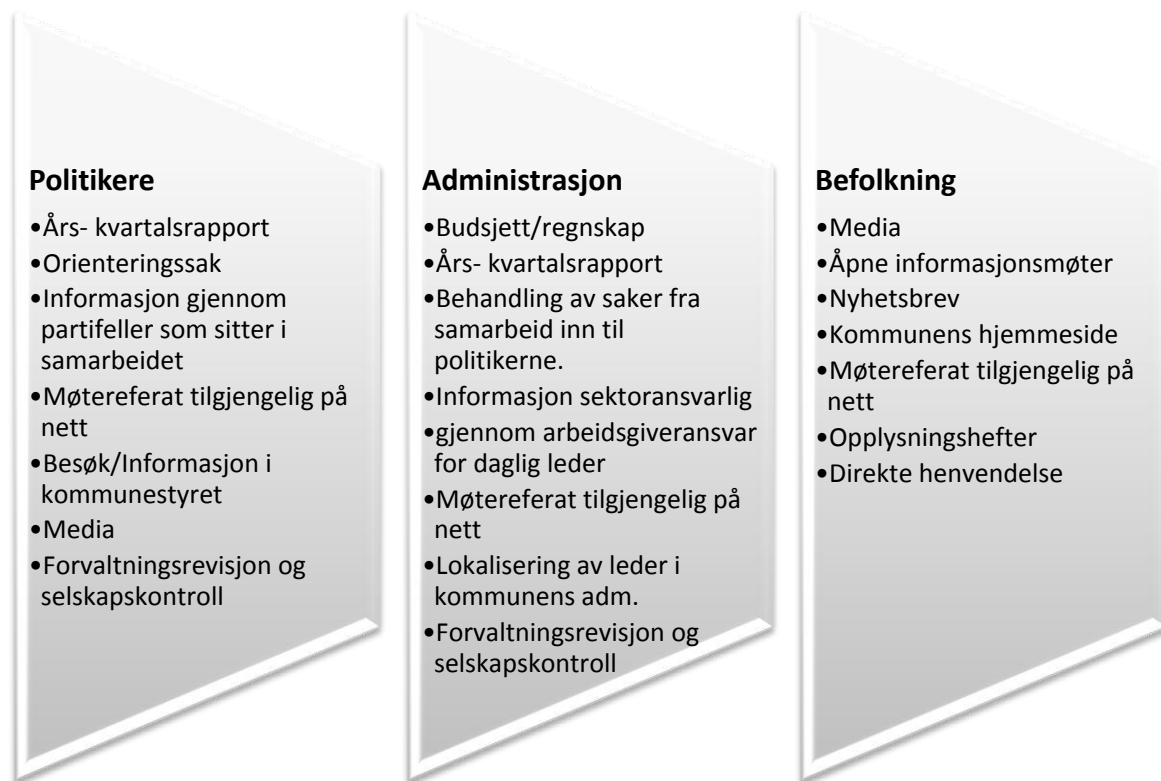 Politikere
•Års- kvartalsrapport
•Orienteringssak
•Informasjon gjennom
partifeller som sitter i
samarbeidet
•Møtereferat tilgjengelig på
nett
•Besøk/Informasjon i
kommunestyret
•Media
•Forvaltningsrevisjon og
selskapskontroll
Administrasjon
•Budsjett/regnskap
•Års- kvartalsrapport
•Behandling av saker fra
samarbeid inn til
politikerne.
•Informasjon sektoransvarlig
•gjennom arbeidsgiveransvar
for daglig leder
•Møtereferat tilgjengelig på
nett
•Lokalisering av leder i
kommunens adm.
•Forvaltningsrevisjon og
selskapskontroll
Befolkning
•Media
•Åpne informasjonsmøter
•Nyhetsbrev
•Kommunens hjemmeside
•Møtereferat tilgjengelig på
nett
•Opplysningshefter
•Direkte henvendelse